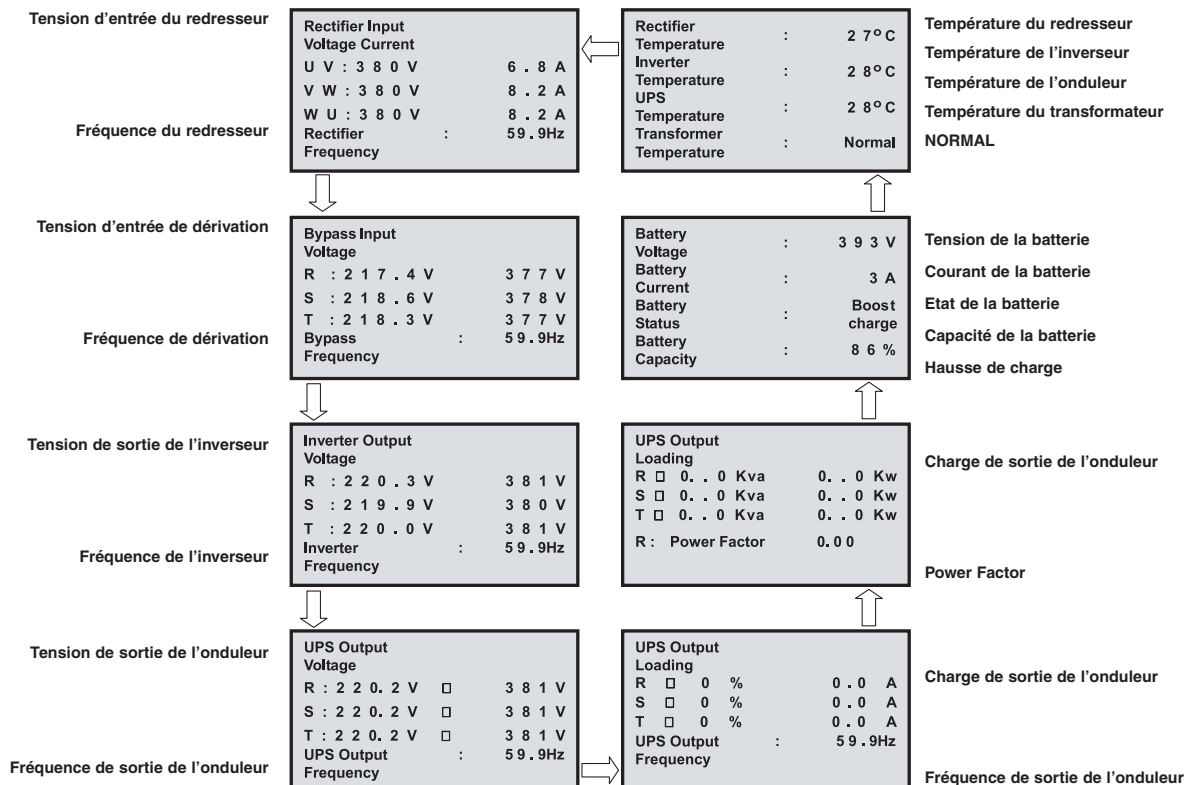 Tension d'entrée du redresseur
Fréquence du redresseur
Rectifier Input
Voltage Current
U V : 3 8 0 V 6 . 8 A
V W : 3 8 0 V 8 . 2 A
W U : 3 8 0 V 8 . 2 A
Rectifier : 59.9Hz
Frequency
Rectifier
Temperature : 2 7°C
Inverter
Temperature : 2 8°C
UPS
Temperature : 2 8°C
Transformer
Temperature : Normal
Température du redresseur
Température de l'inverseur
Température de l'onduleur
Température du transformateur
NORMAL
Tension d'entrée de dérivation
Fréquence de dérivation
Bypass Input
Voltage
R : 2 1 7 . 4 V 3 7 7 V
S : 2 1 8 . 6 V 3 7 8 V
T : 2 1 8 . 3 V 3 7 7 V
Bypass : 5 9 . 9Hz
Frequency
Battery
Voltage : 3 9 3 V
Battery
Current : 3 A
Battery Boost
Status : charge
Battery
Capacity : 8 6 %
Tension de la batterie
Courant de la batterie
Etat de la batterie
Capacité de la batterie
Hausse de charge
Tension de sortie de l'inverseur
Fréquence de l'inverseur
Inverter Output
Voltage
R : 2 2 0 . 3 V 3 8 1 V
S : 2 1 9 . 9 V 3 8 0 V
T : 2 2 0 . 0 V 3 8 1 V
Inverter : 59.9Hz
Frequency
UPS Output
Loading
R □ 0. . 0 Kva 0. . 0 Kw
S □ 0. . 0 Kva 0. . 0 Kw
T □ 0. . 0 Kva 0. . 0 Kw
R : Power Factor 0.00
Charge de sortie de l'onduleur
Power Factor
Tension de sortie de l'onduleur
Fréquence de sortie de l'onduleur
UPS Output
Voltage
R : 2 2 0. 2 V □ 3 8 1 V
S : 2 2 0. 2 V □ 3 8 1 V
T : 2 2 0. 2 V □ 3 8 1 V
UPS Output : 59.9Hz
Frequency
UPS Output
Loading
R □ 0 % 0 . 0 A
S □ 0 % 0 . 0 A
T □ 0 % 0 . 0 A
UPS Output : 5 9 . 9Hz
Frequency
Charge de sortie de l'onduleur
Fréquence de sortie de l'onduleur